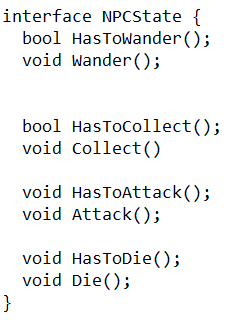 interface NPCState {
bool HasToWander();
void Wander();
bool HasToCollect();
void Collect()
void HasToAttack();
void Attack();
void HasToDie();
void Die();
}